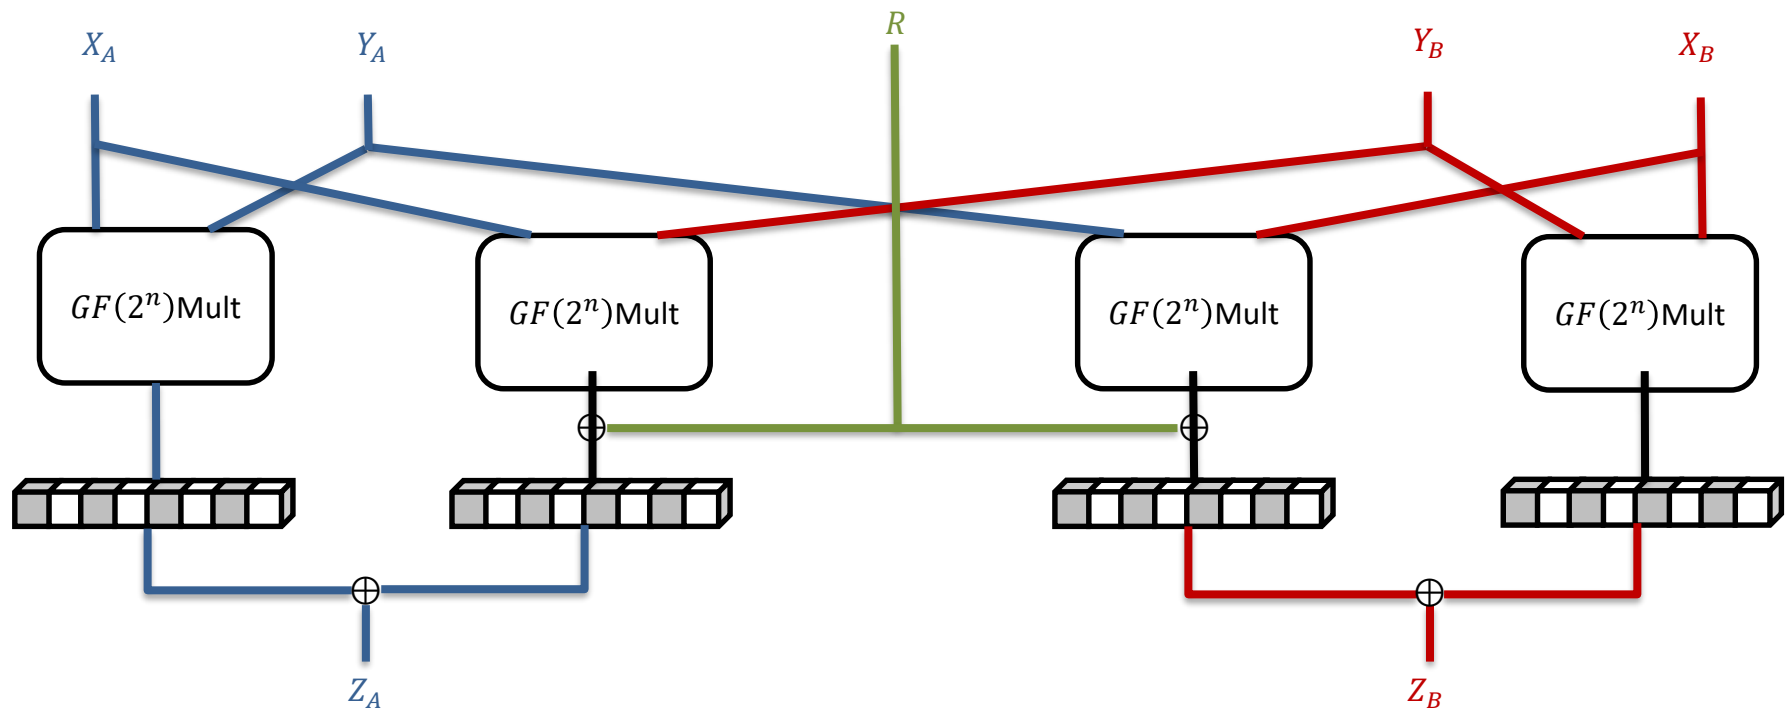 X_A
Y_A
R
Y_B
X_B
GF(2^n)Mult
GF(2^n)Mult
GF(2^n)Mult
GF(2^n)Mult
Z_A
Z_B